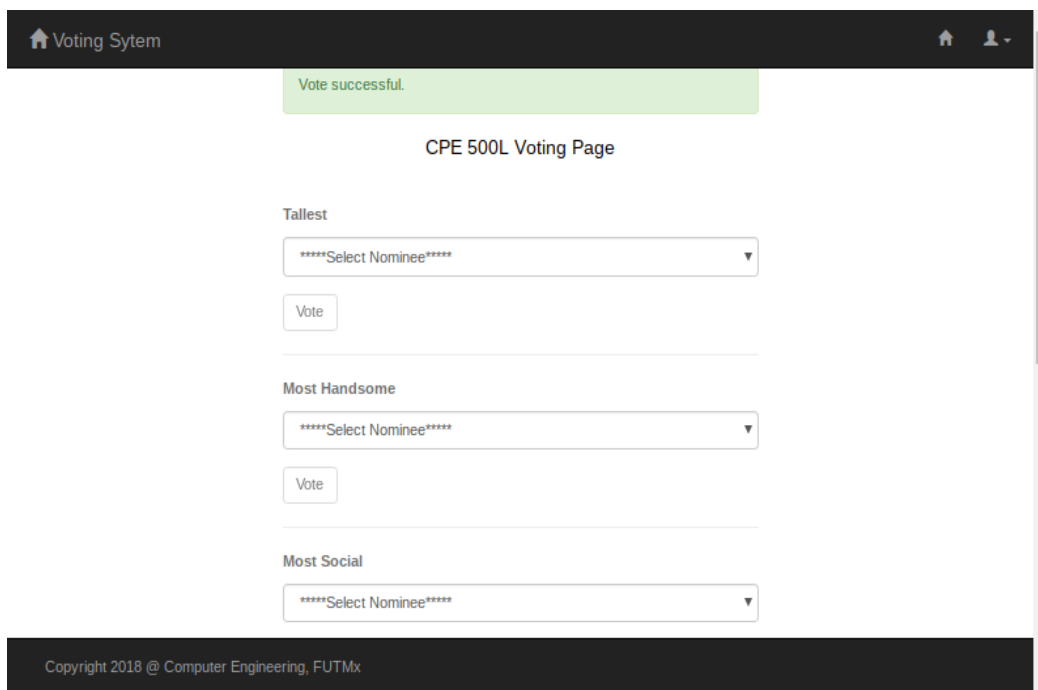 Voting Sytem
Vote successful.
CPE 500L Voting Page
Tallest
*****Select Nominee*****
Vote
Most Handsome
*****Select Nominee*****
Vote
Most Social
*****Select Nominee*****
Copyright 2018 @ Computer Engineering, FUTMx